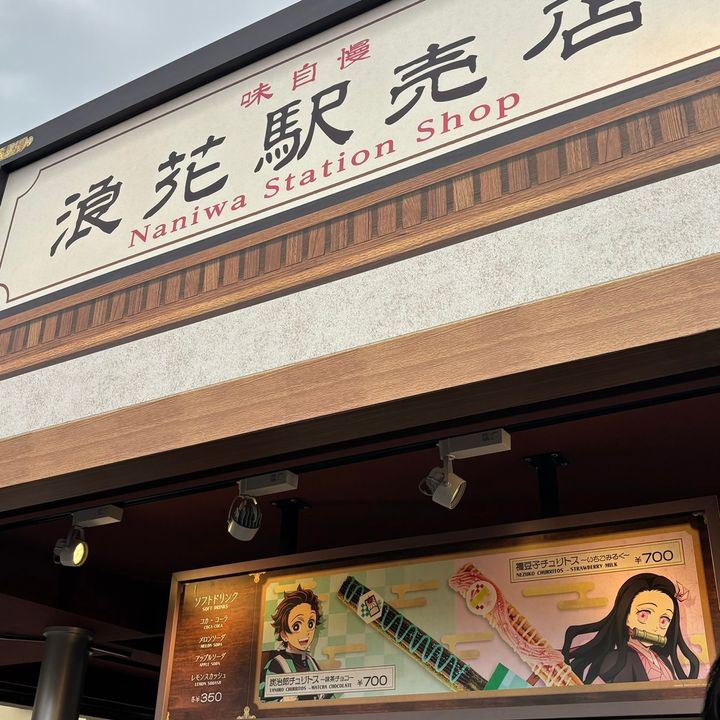 味自慢
浪花駅売店
Naniwa Station Shop
ソフトドリンク
SOFT DRINKS
コカ・コーラ
COCA-COLA
メロンソーダ
MELON SODA
アップルソーダ
APPLE SODA
レモンスカッシュ
LEMON SQUASH
各¥350
炭治郎チュリトス～抹茶チョコ～
TANJIRO CHURRITOS - MATCHA CHOCOLATE
¥700
禰豆子チュリトス～いちごみるく～
NEZUKO CHURRITOS - STRAWBERRY MILK
¥700